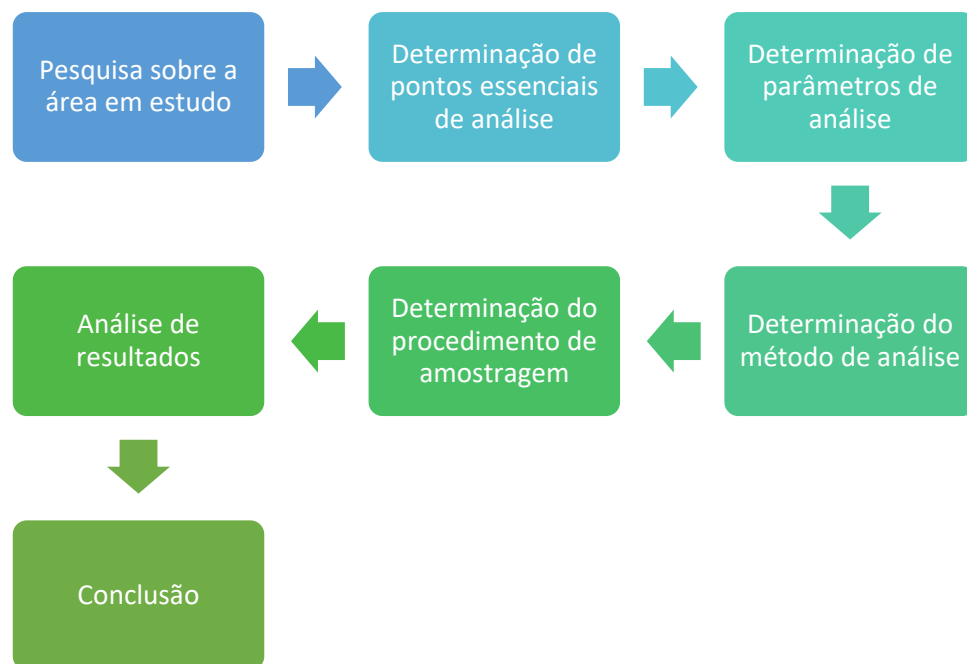 Pesquisa sobre a
área em estudo
Determinação de
pontos essenciais
de análise
Determinação de
parâmetros de
análise
Determinação do
método de análise
Determinação do
procedimento de
amostragem
Análise de
resultados
Conclusão